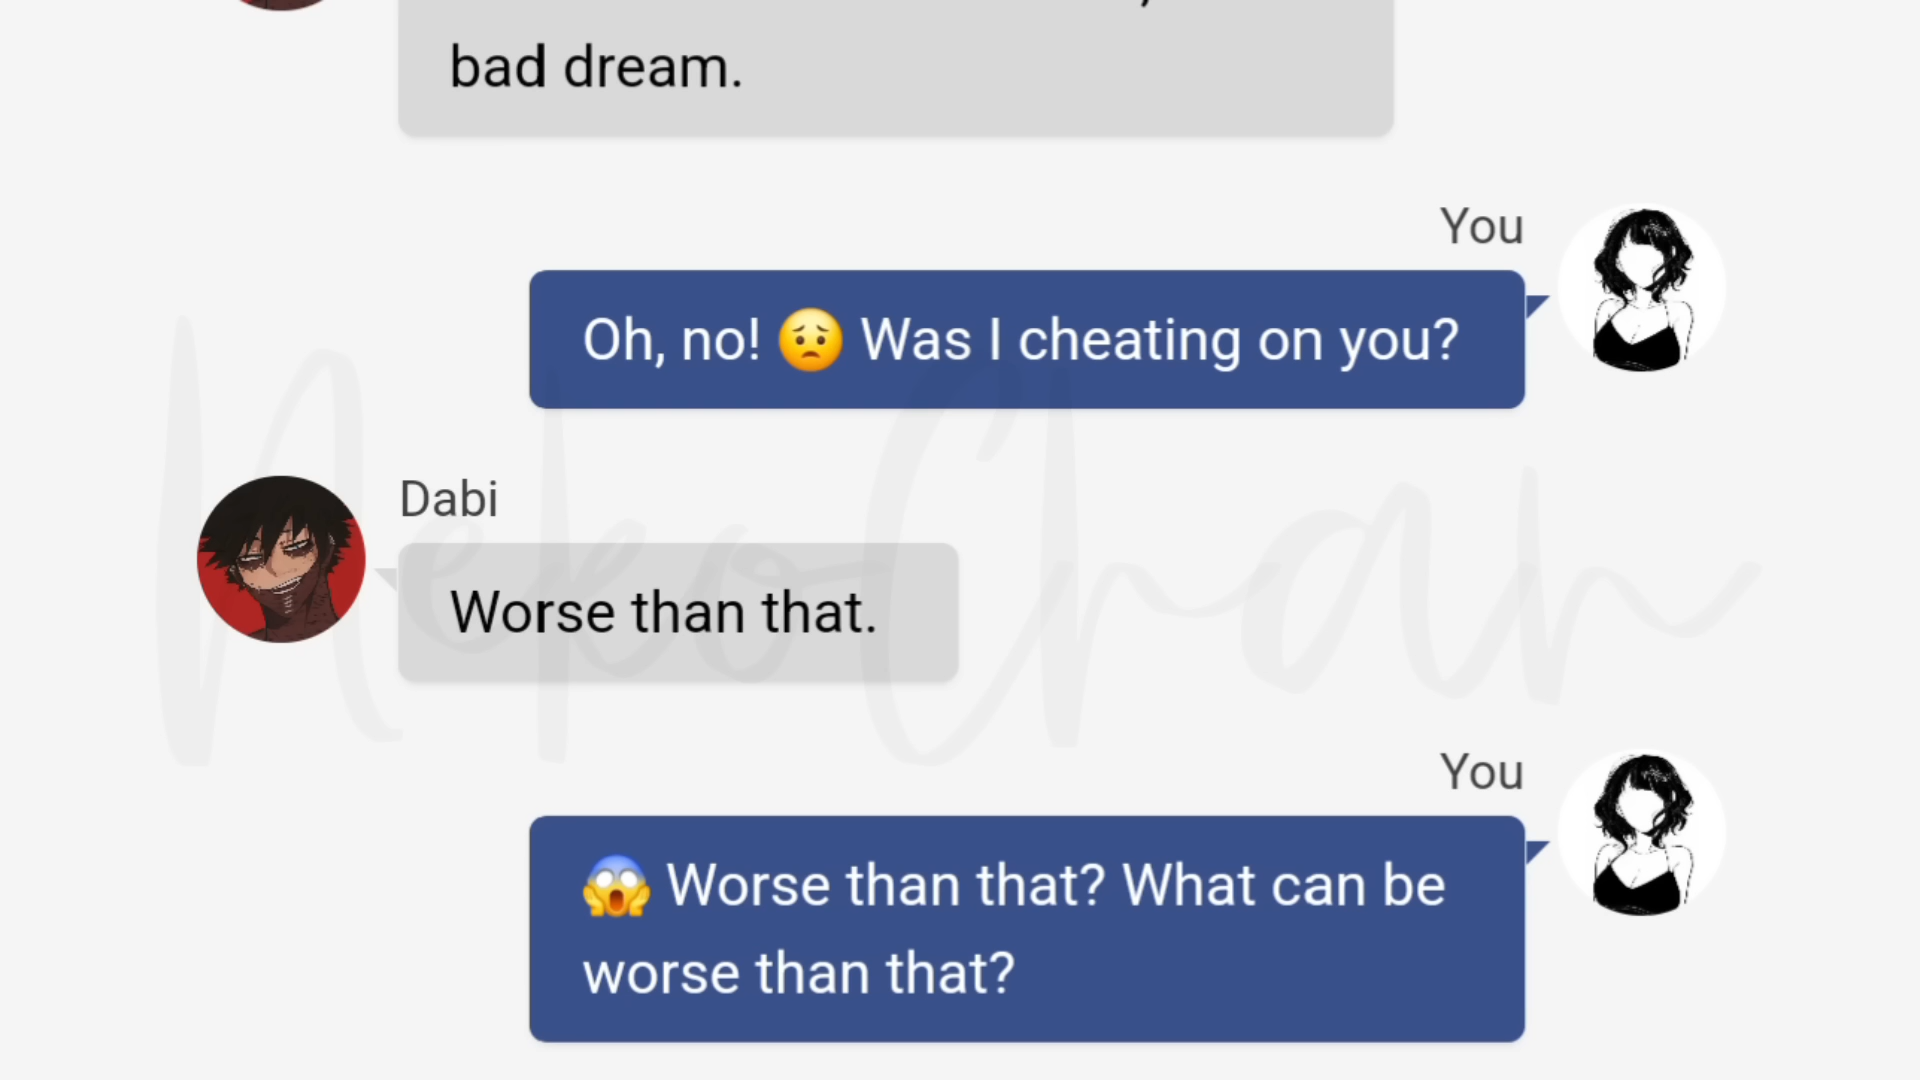 bad dream.
You
Oh, no! 😟 Was I cheating on you?
Dabi
Worse than that.
You
😱 Worse than that? What can be
worse than that?
NekoChan